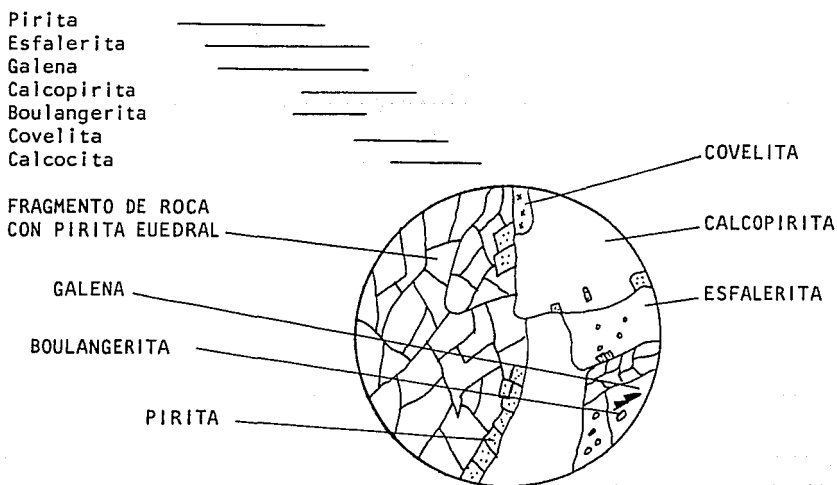 Pirita
Esfalerita
Galena
Calcopirita
Boulangerita
Covelita
Calcocita
COVELITA
FRAGMENTO DE ROCA
CON PIRITA EUEDRAL
CALCOPIRITA
GALENA
ESFALERITA
BOULANGERITA
PIRITA